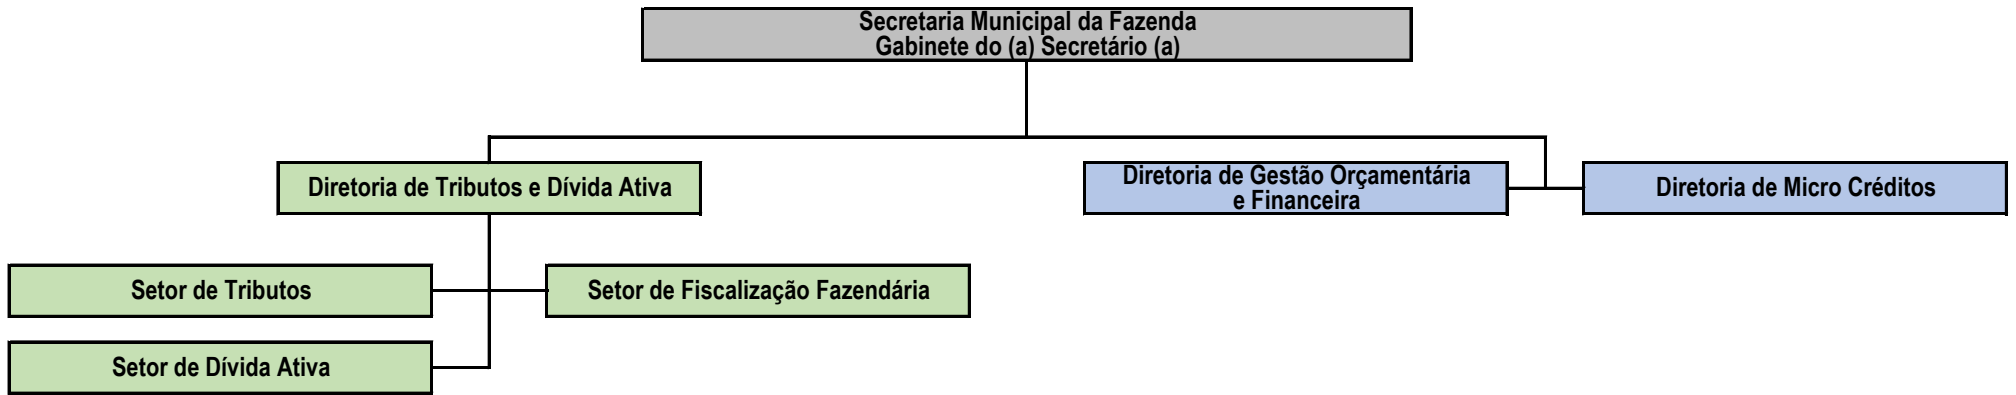 Secretaria Municipal da Fazenda
Gabinete do (a) Secretário (a)
Diretoria de Tributos e Dívida Ativa
Diretoria de Gestão Orçamentária
e Financeira
Diretoria de Micro Créditos
Setor de Tributos
Setor de Fiscalização Fazendária
Setor de Dívida Ativa